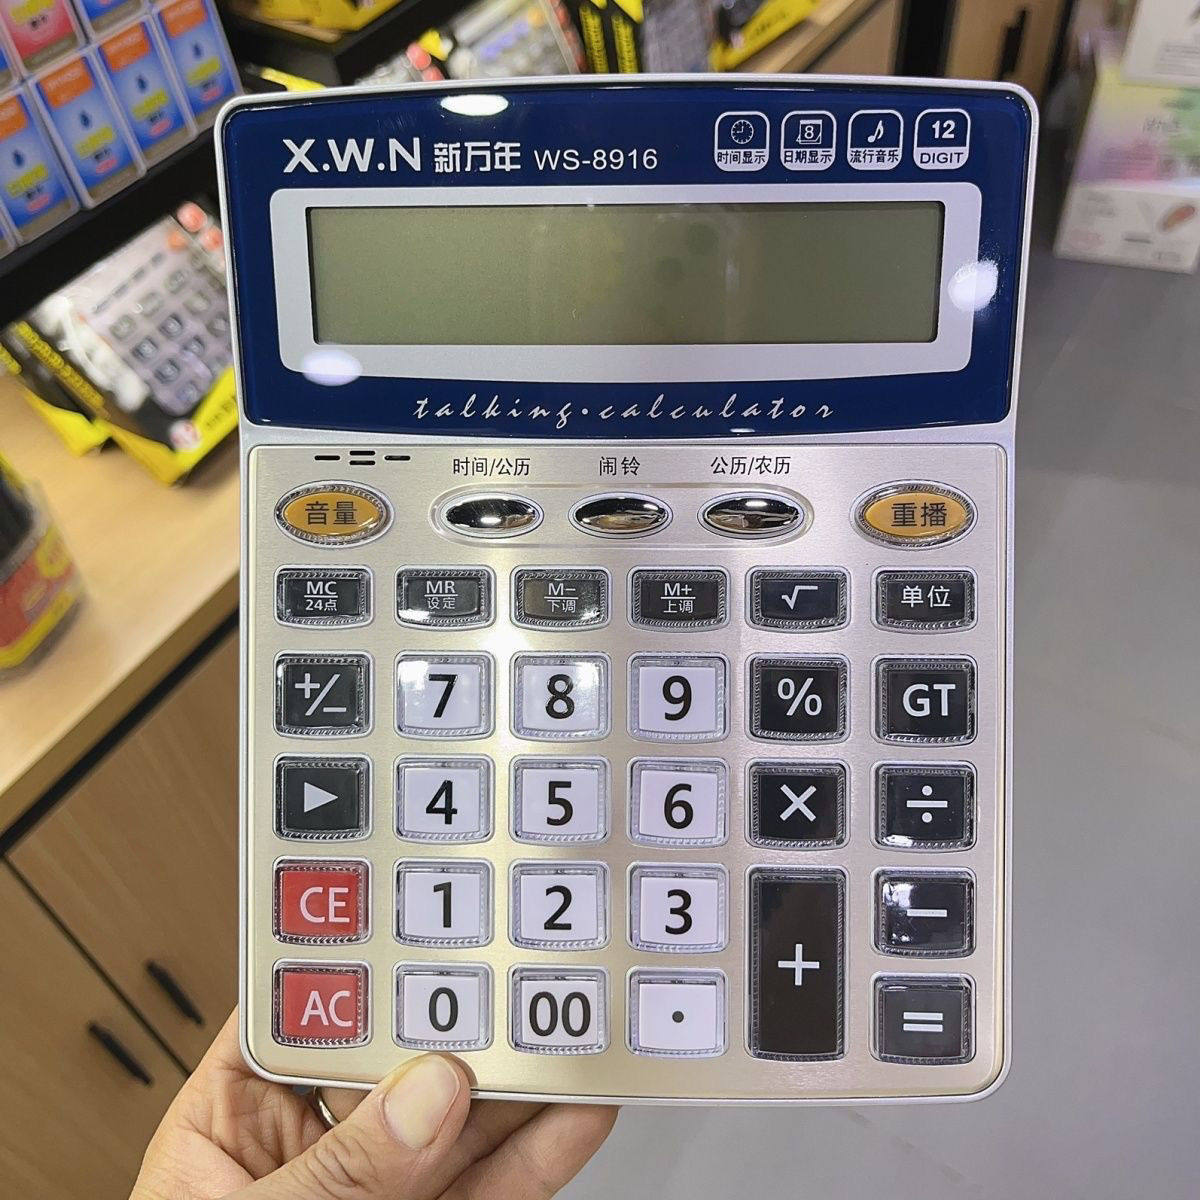 X.W.N 新万年 WS-8916
时间显示
8
日期显示
流行音乐
12
DIGIT
talking·calculator
时间/公历 闹铃 公历/农历
音量 重播
MC
24点
MR
设定
M−
下调
M+
上调
√
单位
+/− 7 8 9 % GT
▶ 4 5 6 × ÷
CE 1 2 3 + −
AC 0 00 · =